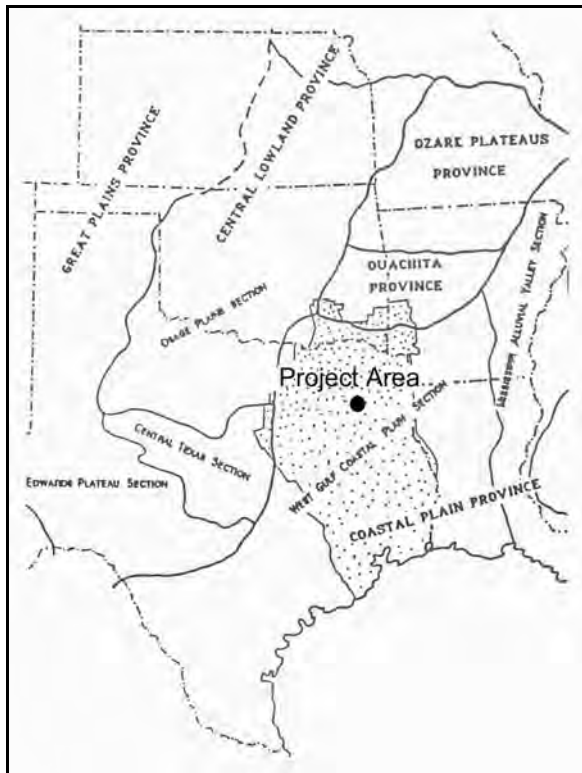 CENTRAL LOWLAND PROVINCE
GREAT PLAINS PROVINCE
OZARK PLATEAUS
PROVINCE
OUACHITA
PROVINCE
MISSISSIPPI ALLUVIAL VALLEY SECTION
OSAGE PLAINS SECTION
Project Area
WEST GULF COASTAL PLAIN SECTION
CENTRAL TEXAS SECTION
EDWARDS PLATEAU SECTION
COASTAL PLAIN PROVINCE